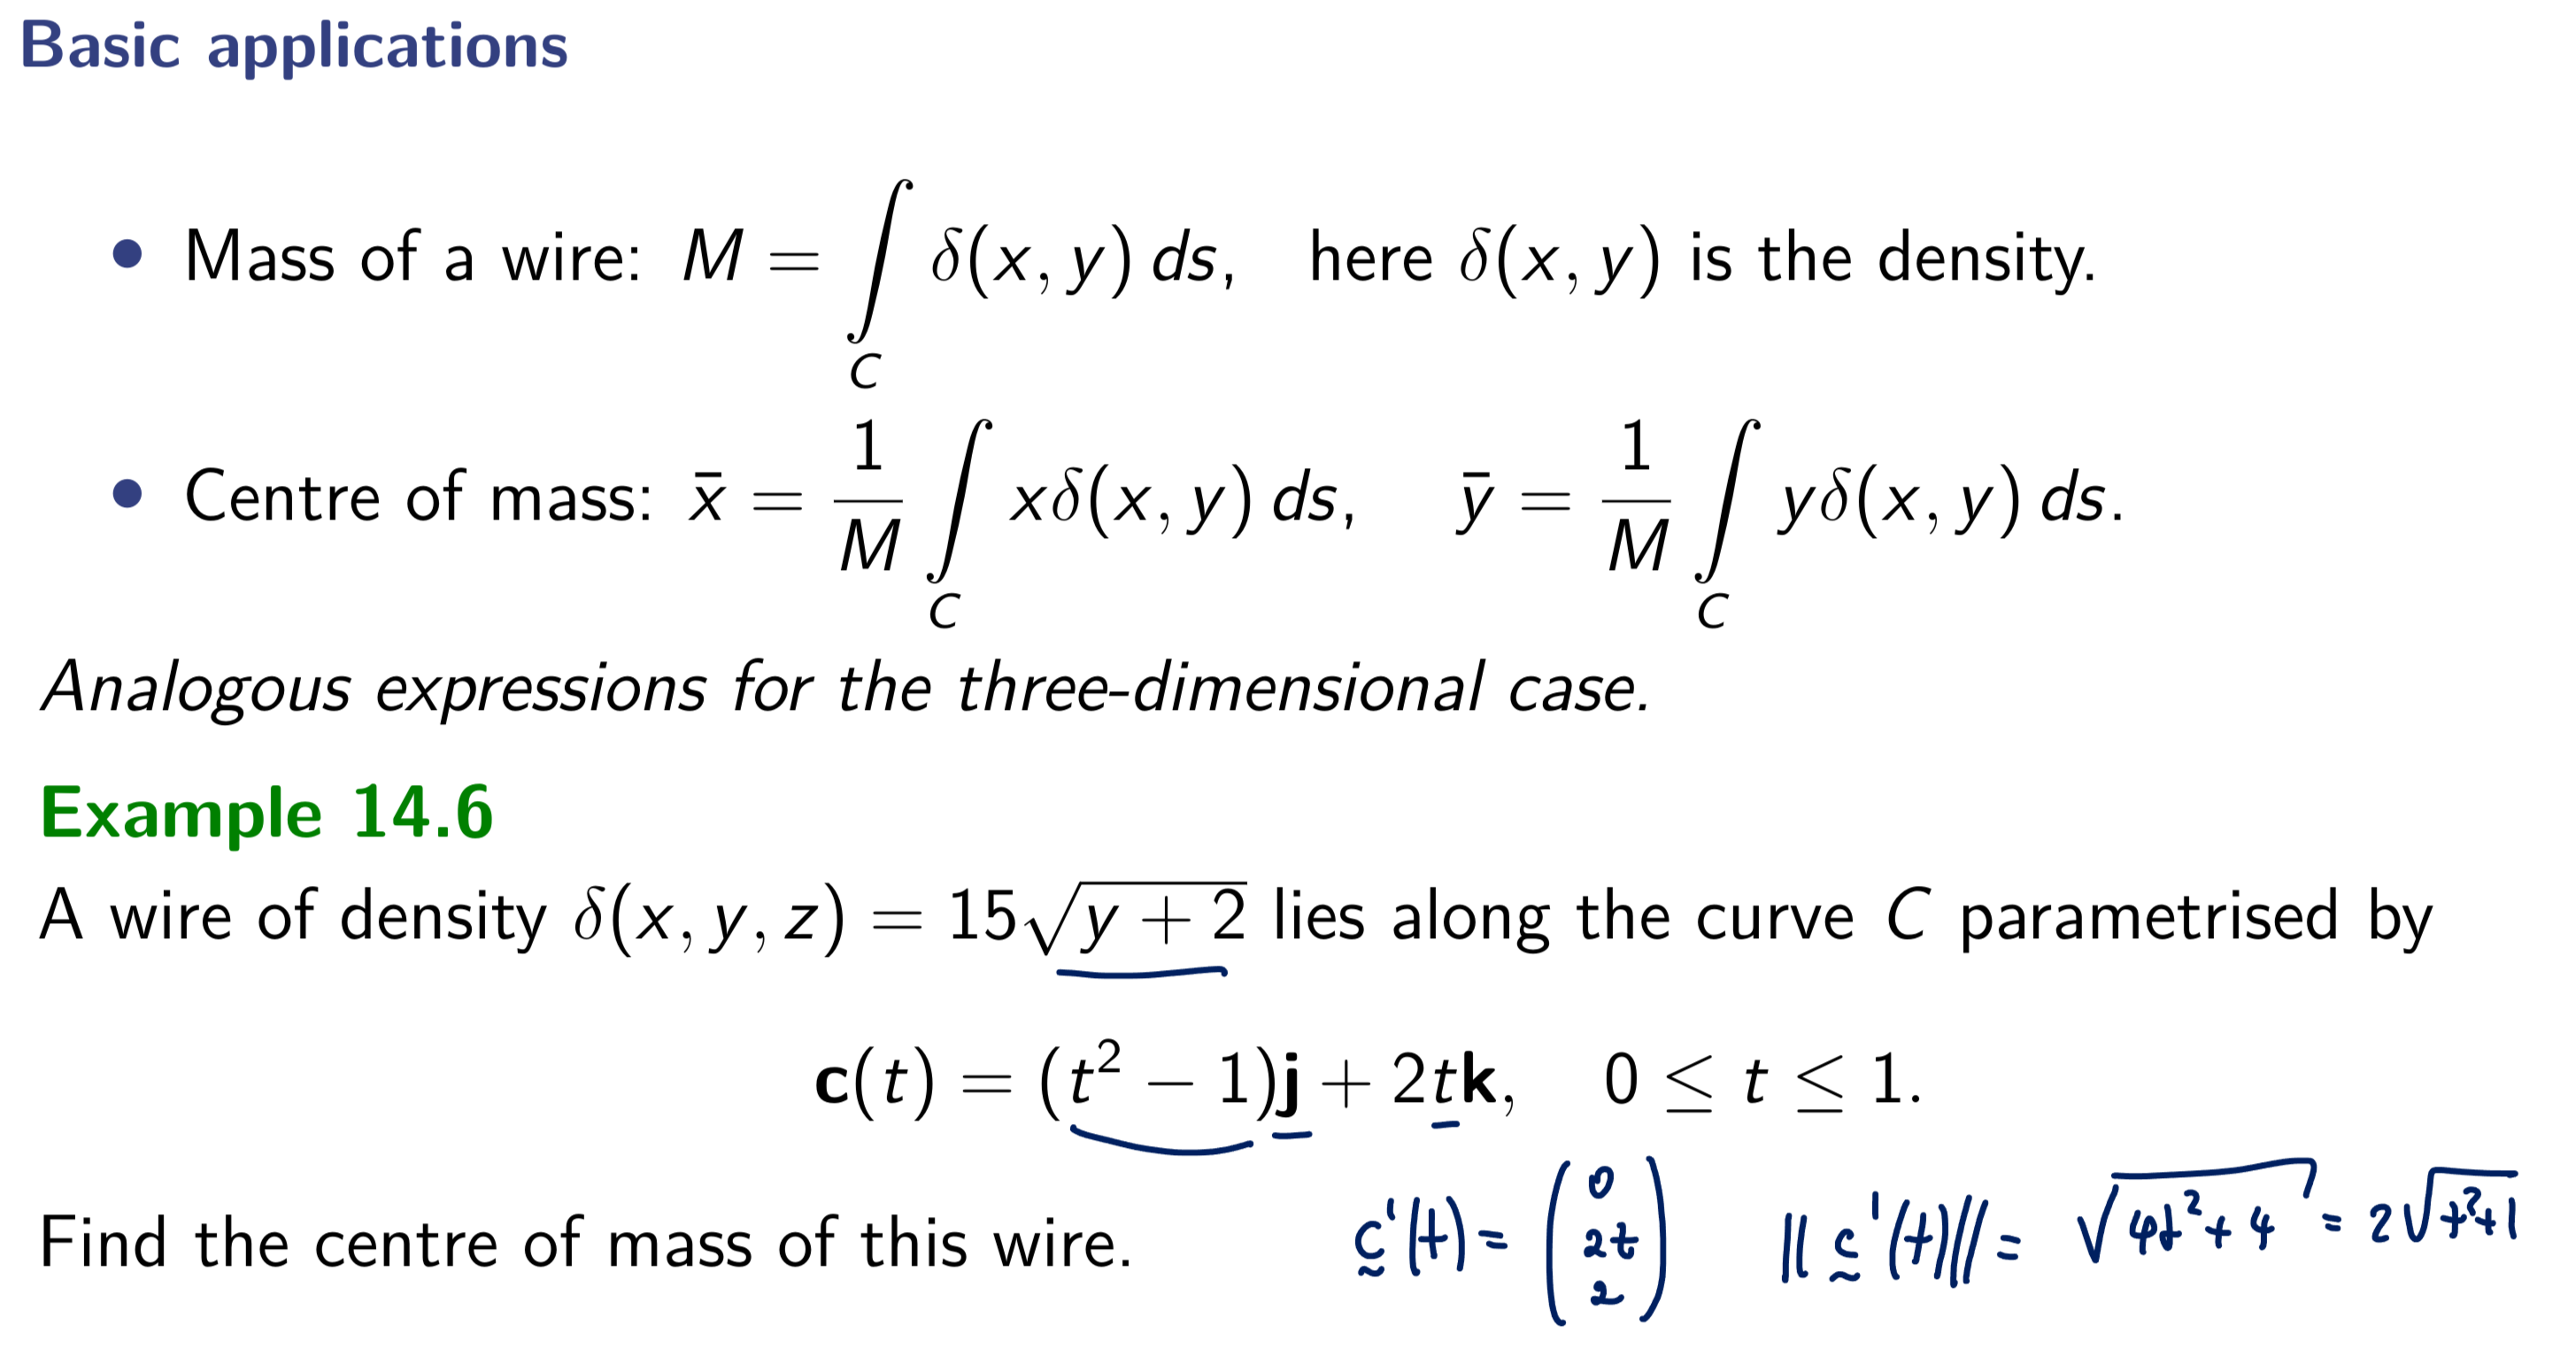 Basic applications
• Mass of a wire: M = ∫_C δ(x, y) ds, here δ(x, y) is the density.
• Centre of mass: x̄ = 1/M ∫_C xδ(x, y) ds, ȳ = 1/M ∫_C yδ(x, y) ds.
Analogous expressions for the three-dimensional case.
Example 14.6
A wire of density δ(x, y, z) = 15√(y + 2) lies along the curve C parametrised by
c(t) = (t² − 1)j + 2tk, 0 ≤ t ≤ 1.
Find the centre of mass of this wire. c'(t) = (0 2t 2) ||c'(t)|| = √(4t² + 4) = 2√(t²+1)